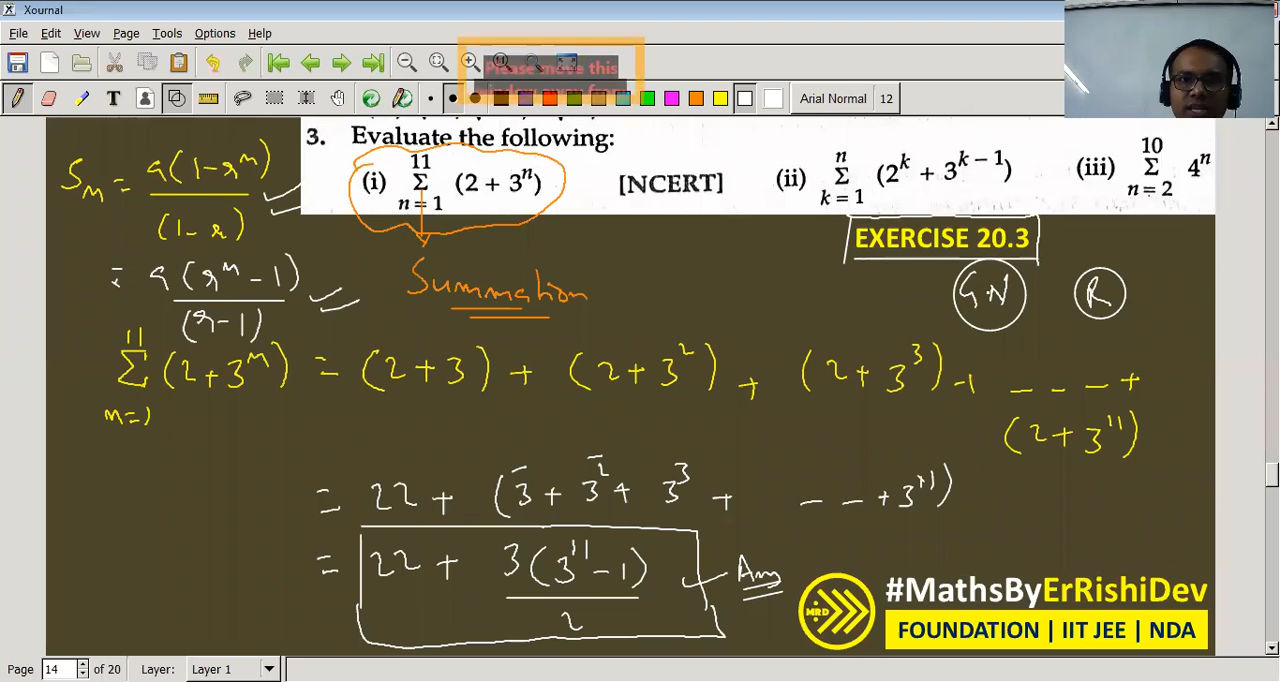 Xournal
File Edit View Page Tools Options Help
Please move this
Arial Normal 12
3. Evaluate the following:
(i) 11 Σ n = 1 (2 + 3^n) [NCERT] (ii) n Σ k = 1 (2^k + 3^(k – 1)) (iii) 10 Σ n = 2 4^n
EXERCISE 20.3
S_n = a(1-r^n) / (1-r)
= a(r^n - 1) / (r-1)
Summation
G.N R
11 Σ n=1 (2+3^n) = (2+3) + (2+3^2) + (2+3^3) + _ _ _ +
(2+3^11)
= 22 + (3 + 3^2 + 3^3 + _ _ + 3^11)
= 22 + 3(3^11 - 1) / 2 Ans
MRD
#MathsByErRishiDev
FOUNDATION | IIT JEE | NDA
Page 14 of 20 Layer: Layer 1